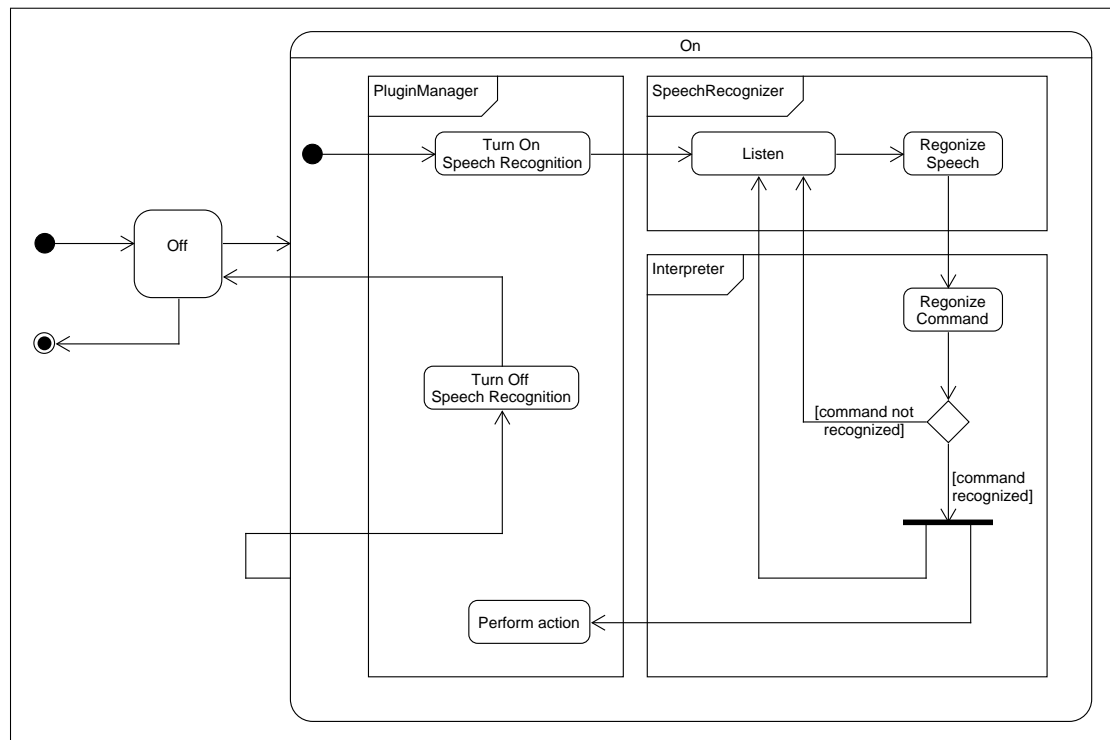 On
PluginManager
SpeechRecognizer
Turn On
Speech Recognition
Listen
Regonize
Speech
Off
Interpreter
Regonize
Command
Turn Off
Speech Recognition
[command not
recognized]
[command
recognized]
Perform action